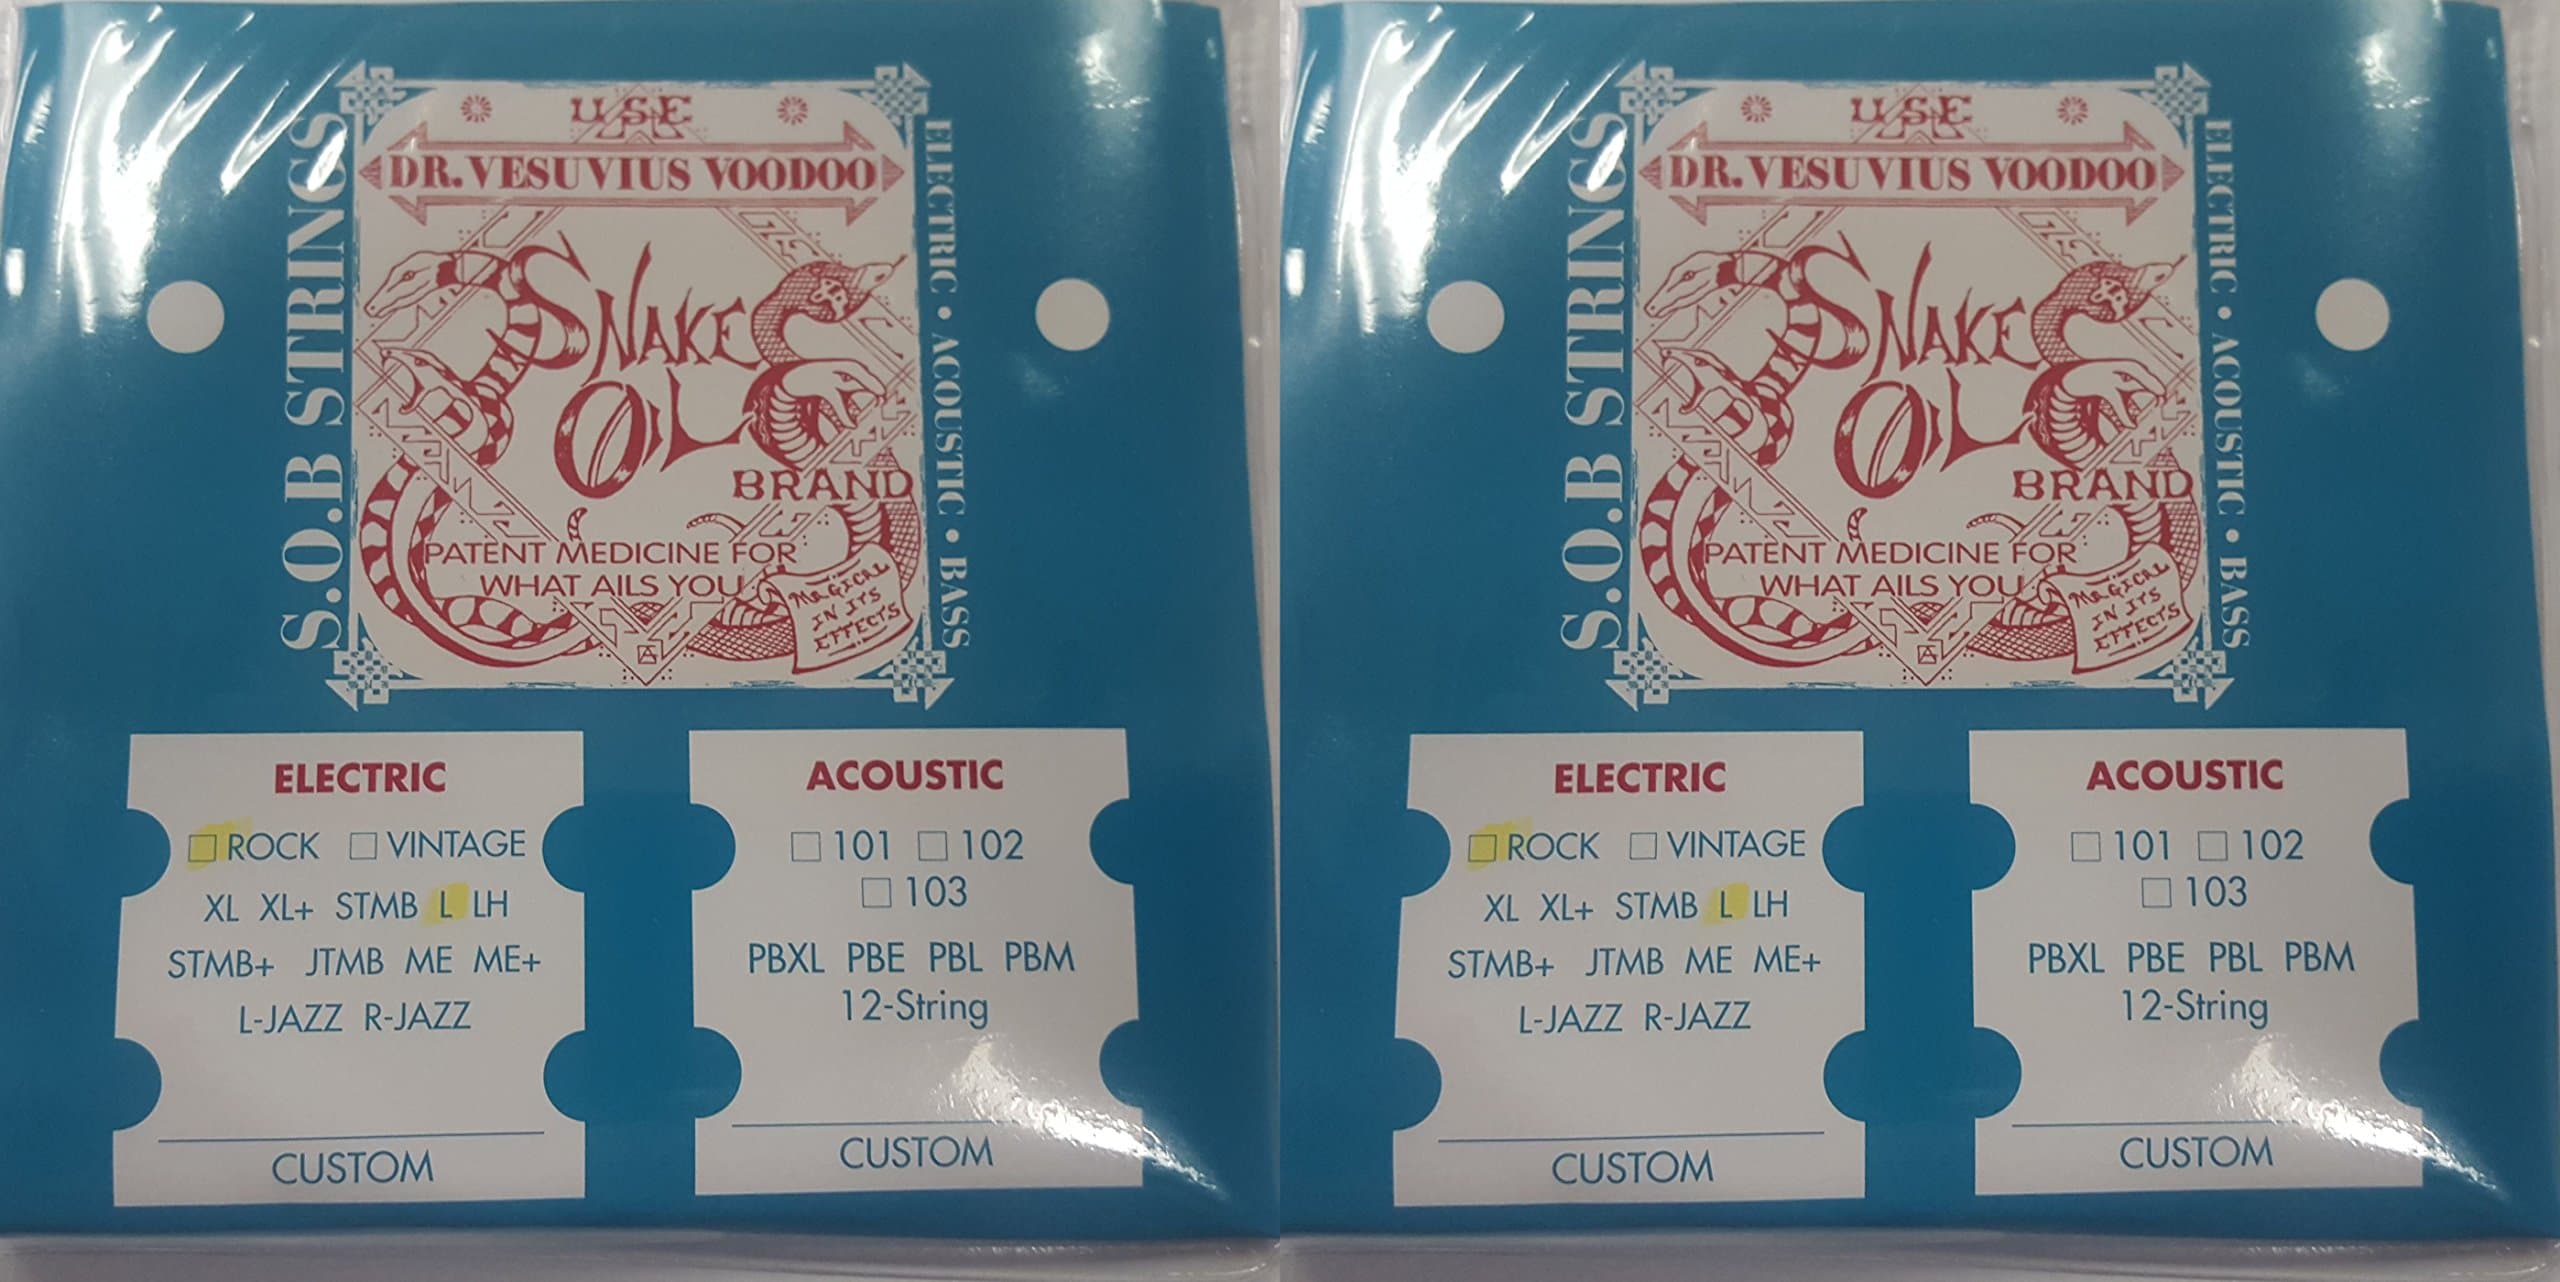 U.S.E
DR. VESUVIUS VOODOO
S.O.B STRINGS
ELECTRIC • ACOUSTIC • BASS
SNAKE
OIL
BRAND
PATENT MEDICINE FOR
WHAT AILS YOU
MAGICAL
IN ITS
EFFECTS
ELECTRIC
ROCK VINTAGE
XL XL+ STMB L LH
STMB+ JTMB ME ME+
L-JAZZ R-JAZZ
CUSTOM
ACOUSTIC
101 102
103
PBXL PBE PBL PBM
12-String
CUSTOM
U.S.E
DR. VESUVIUS VOODOO
S.O.B STRINGS
ELECTRIC • ACOUSTIC • BASS
SNAKE
OIL
BRAND
PATENT MEDICINE FOR
WHAT AILS YOU
MAGICAL
IN ITS
EFFECTS
ELECTRIC
ROCK VINTAGE
XL XL+ STMB L LH
STMB+ JTMB ME ME+
L-JAZZ R-JAZZ
CUSTOM
ACOUSTIC
101 102
103
PBXL PBE PBL PBM
12-String
CUSTOM